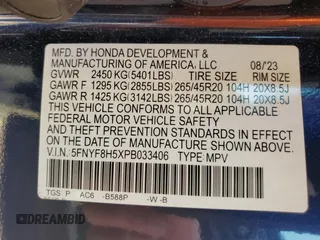 MFD. BY HONDA DEVELOPMENT &
MANUFACTURING OF AMERICA, LLC 08/23
GVWR 2450 KG(5401LBS) TIRE SIZE RIM SIZE
GAWR F 1295 KG(2855LBS) 265/45R20 104H 20X8.5J
GAWR R 1425 KG(3142LBS) 265/45R20 104H 20X8.5J
THIS VEHICLE CONFORMS TO ALL APPLICABLE
FEDERAL MOTOR VEHICLE SAFETY
AND THEFT PREVENTION STANDARDS IN EFFECT
ON THE DATE OF MANUFACTURE SHOWN ABOVE.
V.I.N: 5FNYF8H5XPB033406 TYPE: MPV
TGS P AC6 -B588P -W -B
DREAMBID